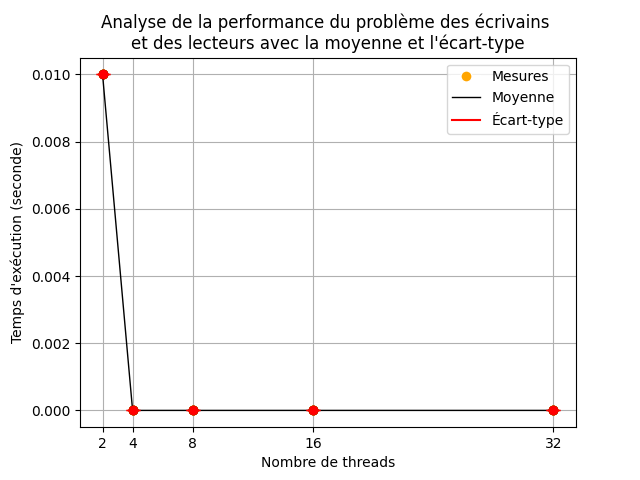 Analyse de la performance du problème des écrivains
et des lecteurs avec la moyenne et l'écart-type
Mesures
Moyenne
Écart-type
0.010
0.008
0.006
0.004
0.002
0.000
Temps d'exécution (seconde)
2 4 8 16 32
Nombre de threads